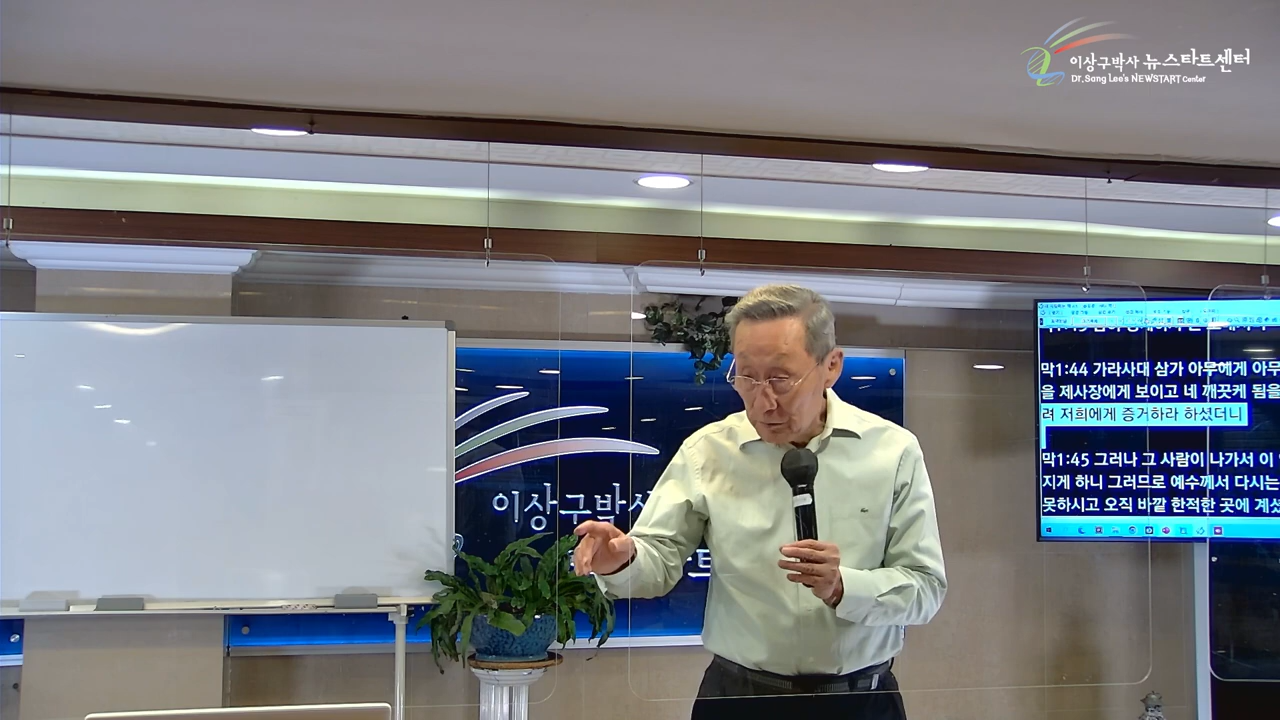 이상구박사 뉴스타트센터
Dr. Sang Lee's NEWSTART Center
이상구박사
막1:44 가라사대 삼가 아무에게 아무
을 제사장에게 보이고 네 깨끗케 됨을
려 저희에게 증거하라 하셨더니
막1:45 그러나 그 사람이 나가서 이
지게 하니 그러므로 예수께서 다시는
못하시고 오직 바깥 한적한 곳에 계셨